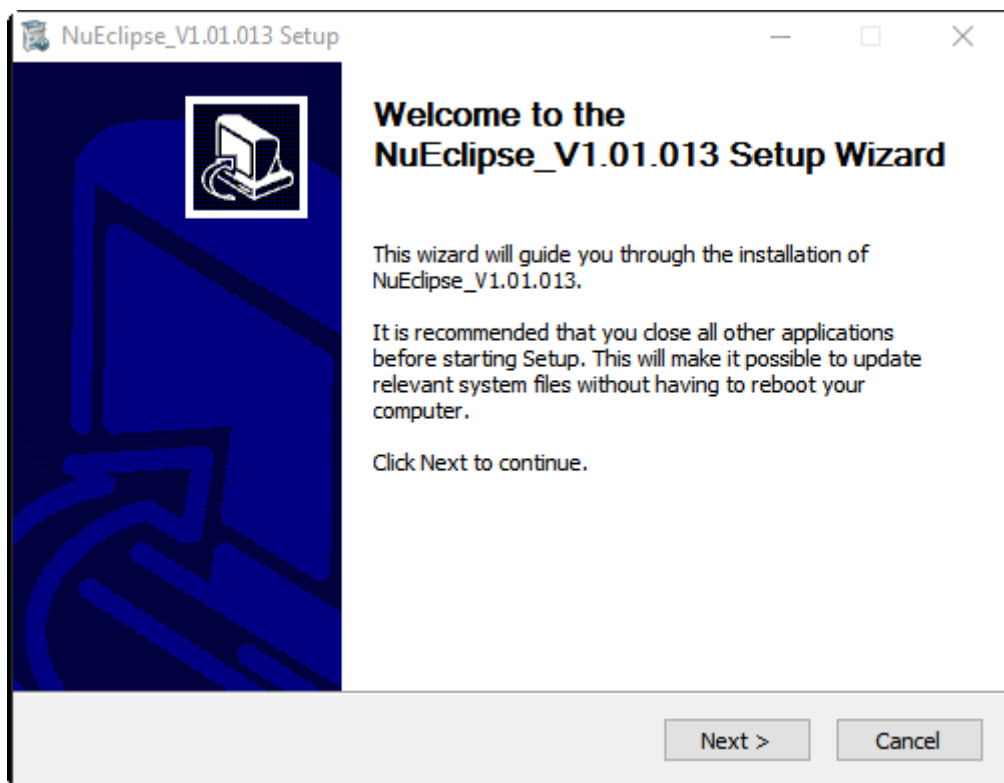 NuEclipse_V1.01.013 Setup
Welcome to the
NuEclipse_V1.01.013 Setup Wizard
This wizard will guide you through the installation of
NuEclipse_V1.01.013.
It is recommended that you close all other applications
before starting Setup. This will make it possible to update
relevant system files without having to reboot your
computer.
Click Next to continue.
Next >
Cancel